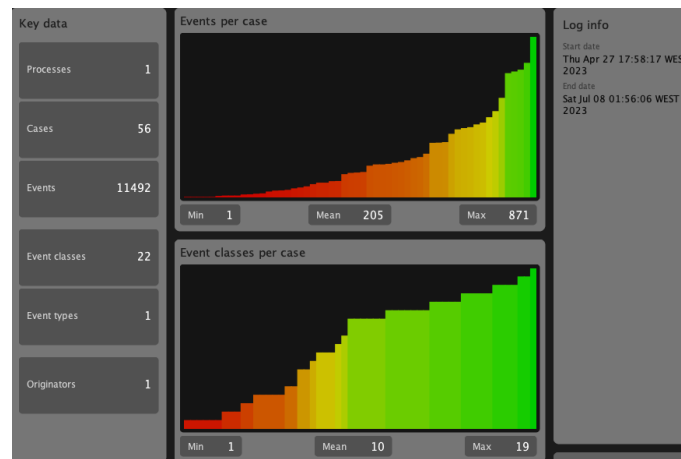 Key data
Processes 1
Cases 56
Events 11492
Event classes 22
Event types 1
Originators 1
Events per case
Min 1 Mean 205 Max 871
Event classes per case
Min 1 Mean 10 Max 19
Log info
Start date
Thu Apr 27 17:58:17 WES
2023
End date
Sat Jul 08 01:56:06 WEST
2023